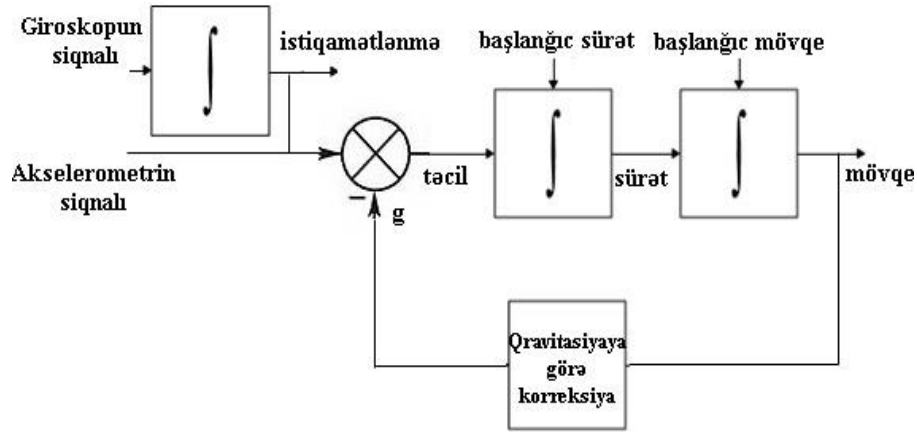 Giroskopun
siqnalı
istiqamətlənmə
başlanğıc sürət
başlanğıc mövqe
Akselerometrin
siqnalı
təcil
sürət
mövqe
g
Qravitasiyaya
görə
korreksiya